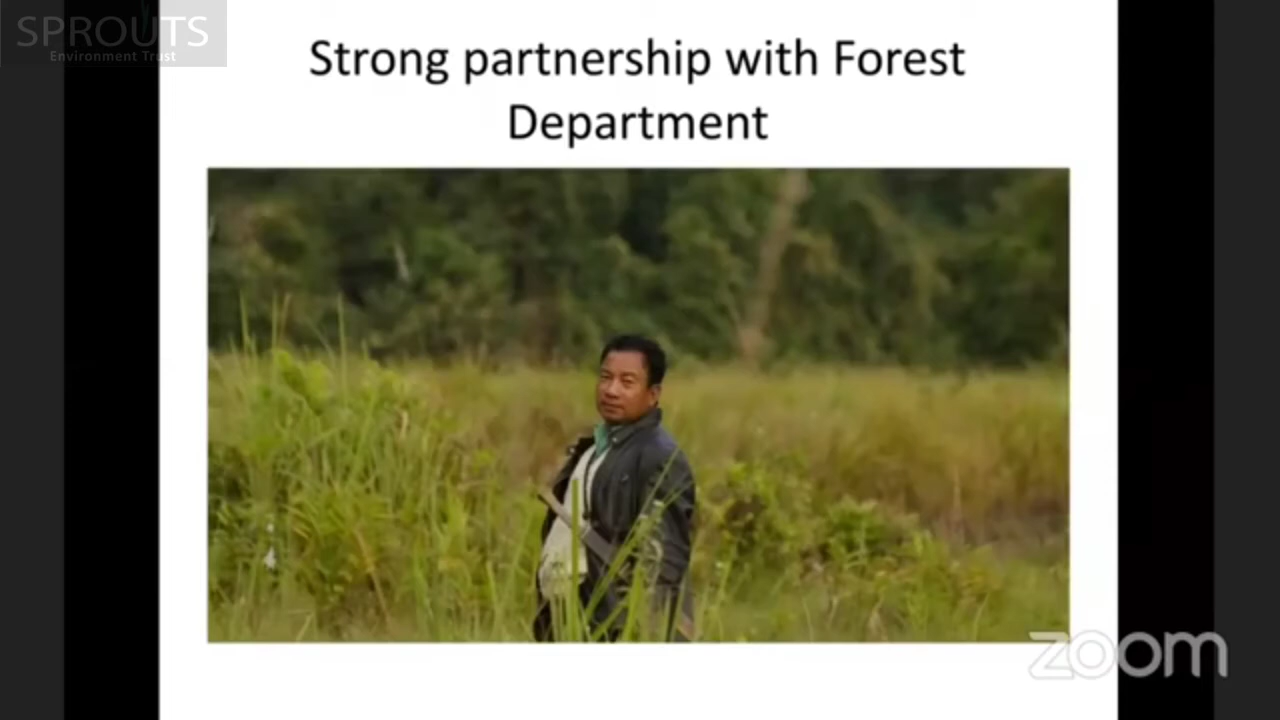 SPROUTS
Environment Trust
Strong partnership with Forest
Department
zoom